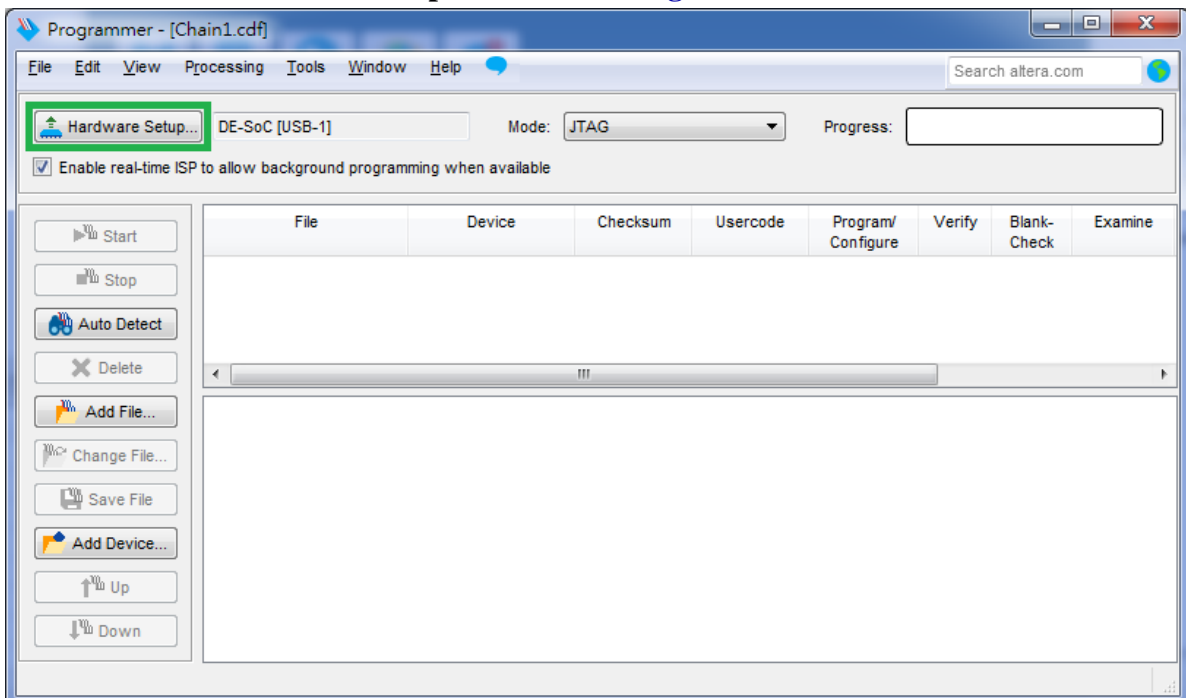 Programmer - [Chain1.cdf]
File Edit View Processing Tools Window Help Search altera.com
Hardware Setup... DE-SoC [USB-1] Mode: JTAG Progress:
Enable real-time ISP to allow background programming when available
File Device Checksum Usercode Program/ Configure Verify Blank- Check Examine
Start
Stop
Auto Detect
Delete
Add File...
Change File...
Save File
Add Device...
Up
Down